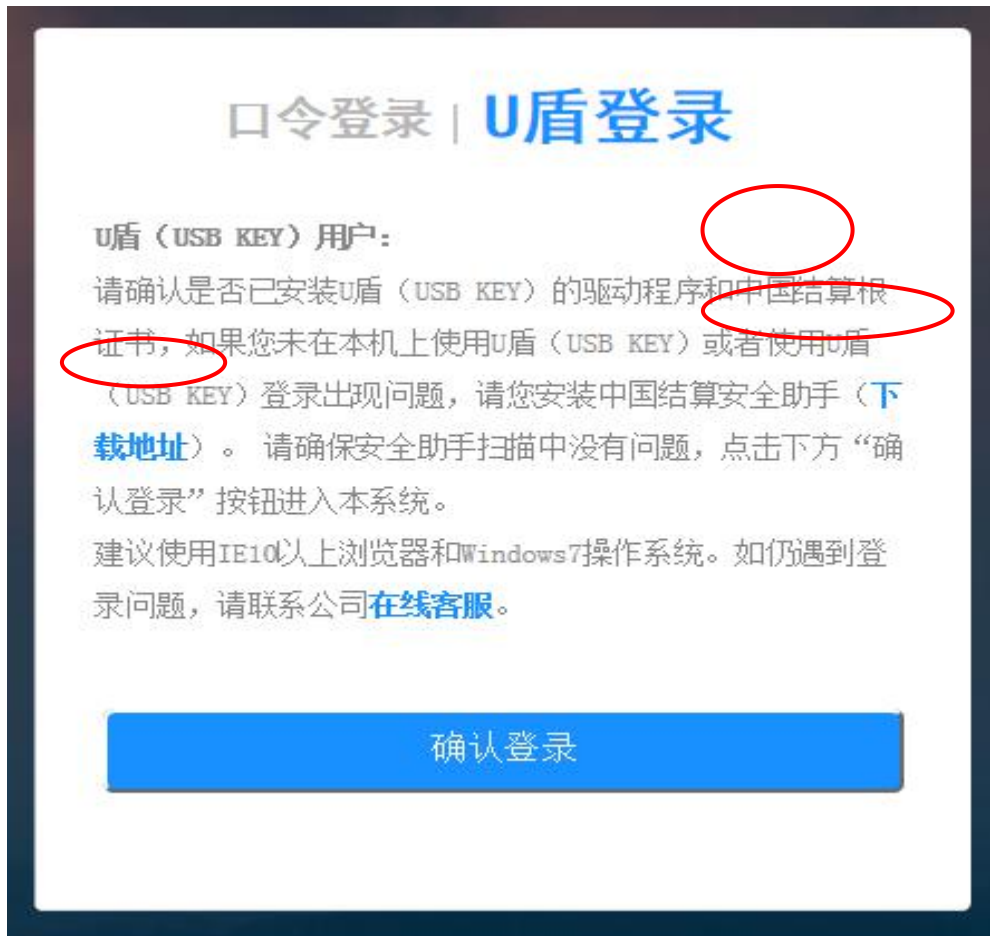 口令登录 | U盾登录
U盾（USB KEY）用户：
请确认是否已安装U盾（USB KEY）的驱动程序和中国结算根
证书，如果您未在本机上使用U盾（USB KEY）或者使用U盾
（USB KEY）登录出现问题，请您安装中国结算安全助手（下
载地址）。 请确保安全助手扫描中没有问题，点击下方“确
认登录”按钮进入本系统。
建议使用IE10以上浏览器和Windows7操作系统。如仍遇到登
录问题，请联系公司在线客服。
确认登录